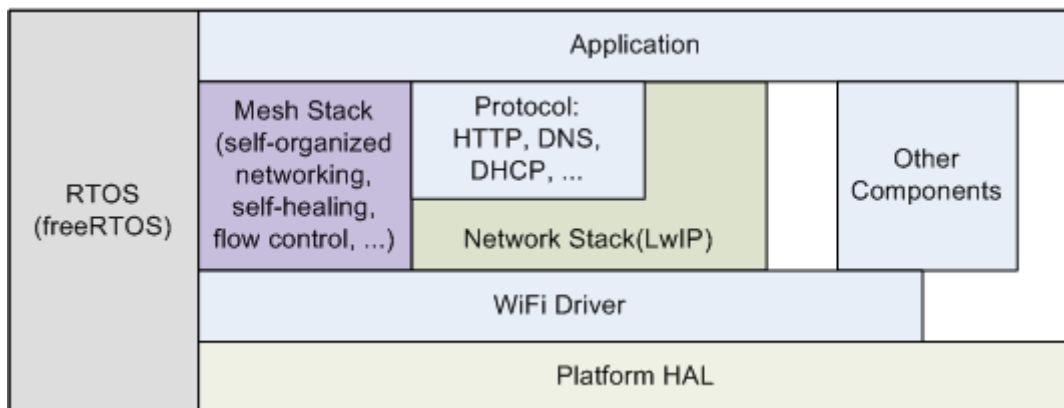 Application
RTOS
(freeRTOS)
Mesh Stack
(self-organized
networking,
self-healing,
flow control, ...)
Protocol:
HTTP, DNS,
DHCP, ...
Network Stack(LwIP)
Other
Components
WiFi Driver
Platform HAL